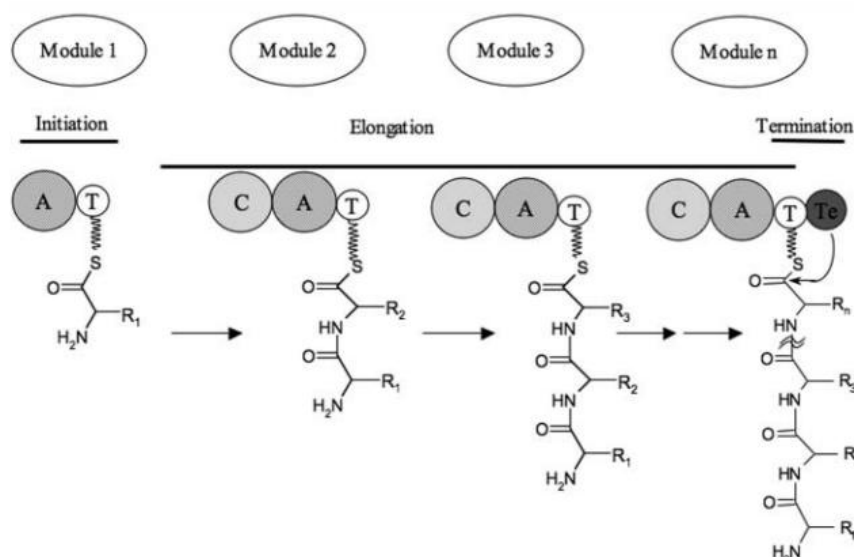 Module 1 Module 2 Module 3 Module n
Initiation Elongation Termination
A T C A T C A T C A T Te
S S S S
O O O O
R1 R2 R3 Rn
H2N HN HN HN
O O O
R1 R2 R3
H2N HN HN
O O
R1 R
H2N HN
O
R
H2N